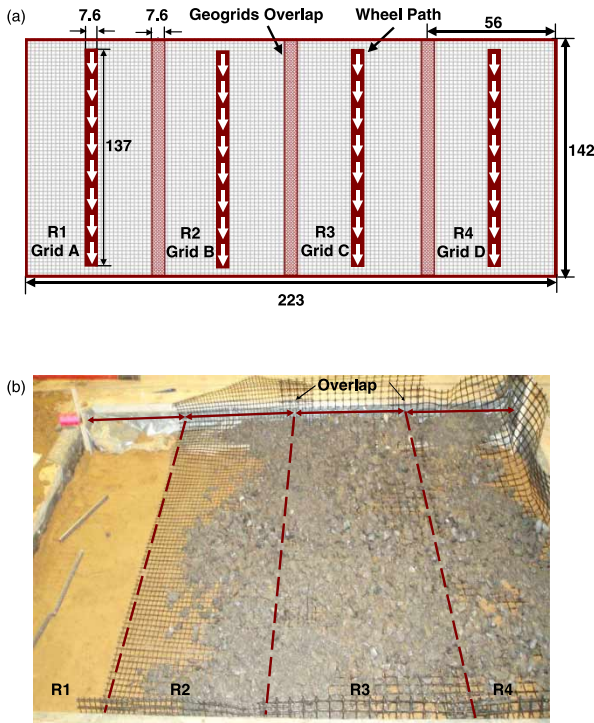 (a)
7.6
7.6
Geogrids Overlap
Wheel Path
56
137
142
R1
Grid A
R2
Grid B
R3
Grid C
R4
Grid D
223
(b)
Overlap
R1
R2
R3
R4